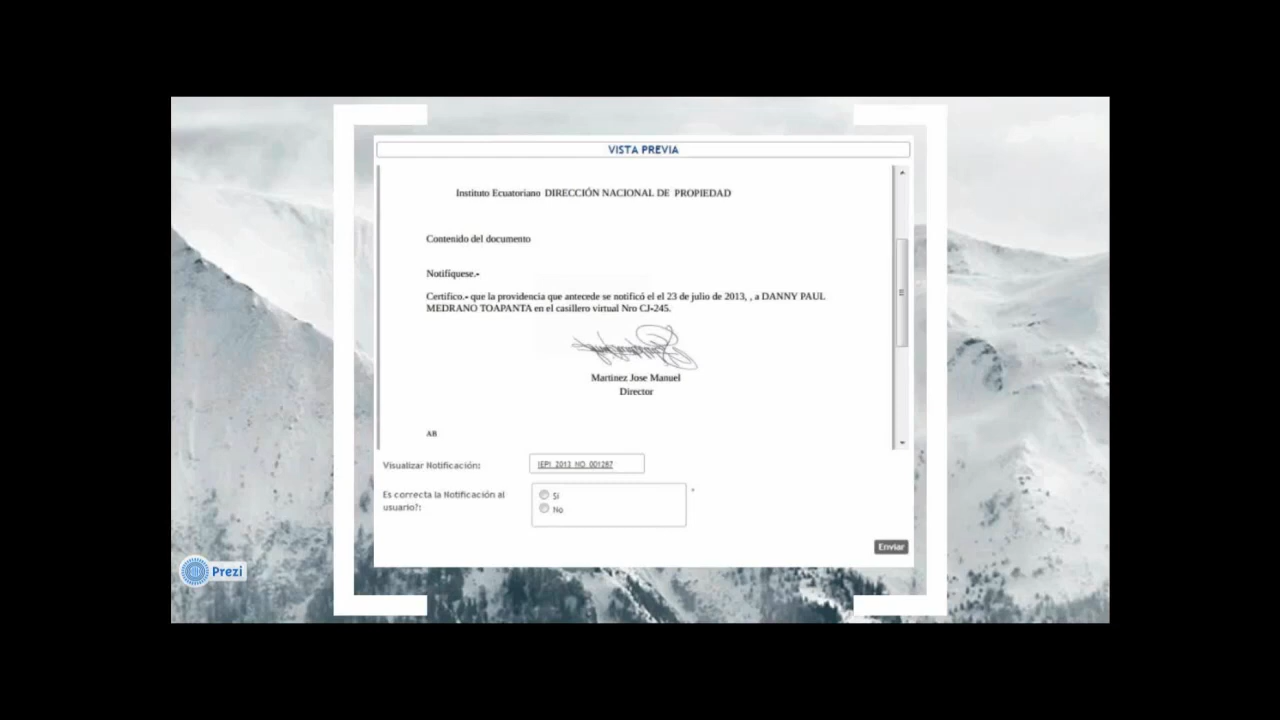 VISTA PREVIA
Instituto Ecuatoriano DIRECCIÓN NACIONAL DE PROPIEDAD
Contenido del documento
Notifíquese.-
Certifico.- que la providencia que antecede se notificó el el 23 de julio de 2013, , a DANNY PAUL
MEDRANO TOAPANTA en el casillero virtual Nro CJ-245.
Martinez Jose Manuel
Director
AB
Visualizar Notificación: IEPI_2013_NO_001267
Es correcta la Notificación al
usuario?:
Si
*
No
Enviar
Prezi